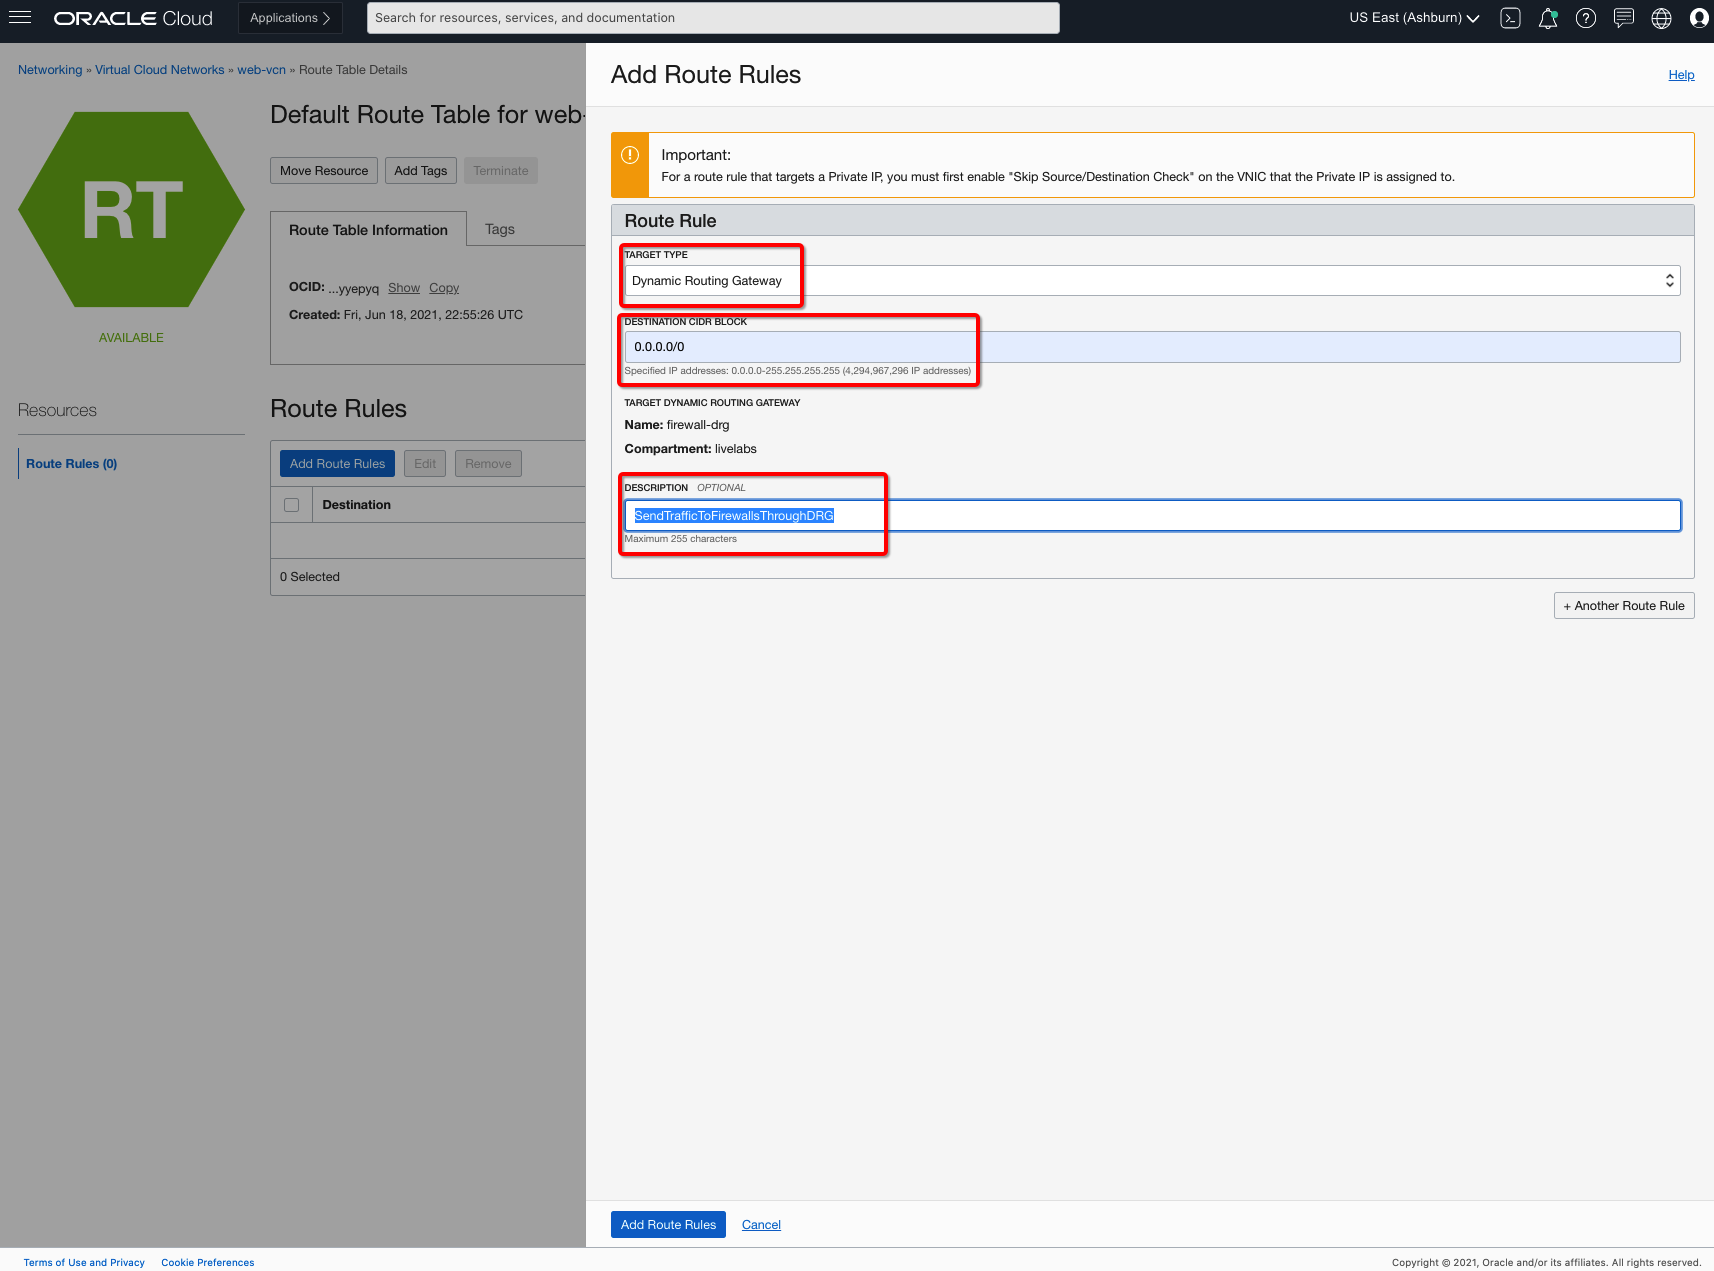 ORACLE Cloud
Applications
Search for resources, services, and documentation
US East (Ashburn)
Networking » Virtual Cloud Networks » web-vcn » Route Table Details
RT
AVAILABLE
Default Route Table for web-
Move Resource
Add Tags
Terminate
Route Table Information
Tags
OCID: ...yyepyq Show Copy
Created: Fri, Jun 18, 2021, 22:55:26 UTC
Resources
Route Rules (0)
Route Rules
Add Route Rules
Edit
Remove
Destination
0 Selected
Add Route Rules
Help
Important:
For a route rule that targets a Private IP, you must first enable "Skip Source/Destination Check" on the VNIC that the Private IP is assigned to.
Route Rule
TARGET TYPE
Dynamic Routing Gateway
DESTINATION CIDR BLOCK
0.0.0.0/0
Specified IP addresses: 0.0.0.0-255.255.255.255 (4,294,967,296 IP addresses)
TARGET DYNAMIC ROUTING GATEWAY
Name: firewall-drg
Compartment: livelabs
DESCRIPTION OPTIONAL
SendTrafficToFirewallsThroughDRG
Maximum 255 characters
+ Another Route Rule
Add Route Rules
Cancel
Terms of Use and Privacy
Cookie Preferences
Copyright © 2021, Oracle and/or its affiliates. All rights reserved.